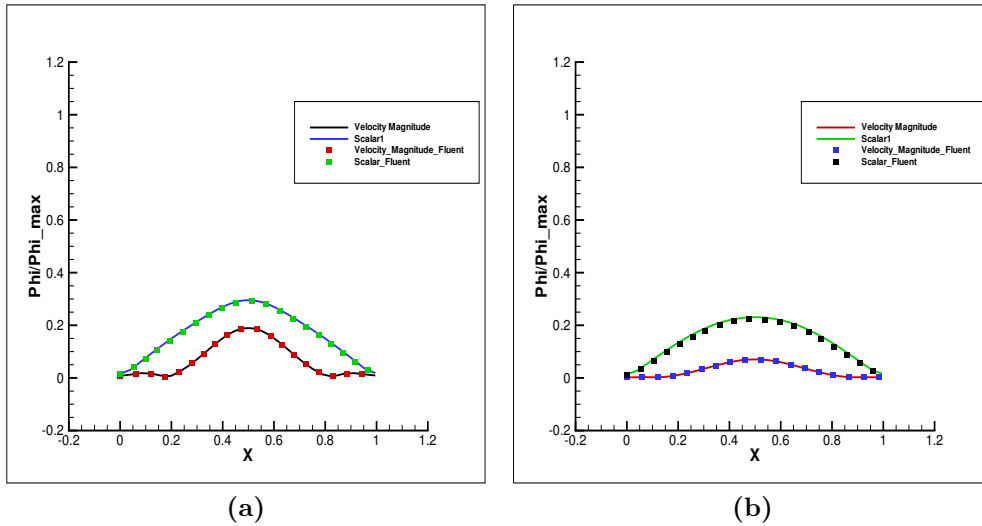 Phi/Phi_max
1.2
1
0.8
0.6
0.4
0.2
0
-0.2
-0.2 0 0.2 0.4 0.6 0.8 1 1.2
X
Velocity Magnitude
Scalar1
Velocity_Magnitude_Fluent
Scalar_Fluent
(a)
Phi/Phi_max
1.2
1
0.8
0.6
0.4
0.2
0
-0.2
-0.2 0 0.2 0.4 0.6 0.8 1 1.2
X
Velocity Magnitude
Scalar1
Velocity_Magnitude_Fluent
Scalar_Fluent
(b)